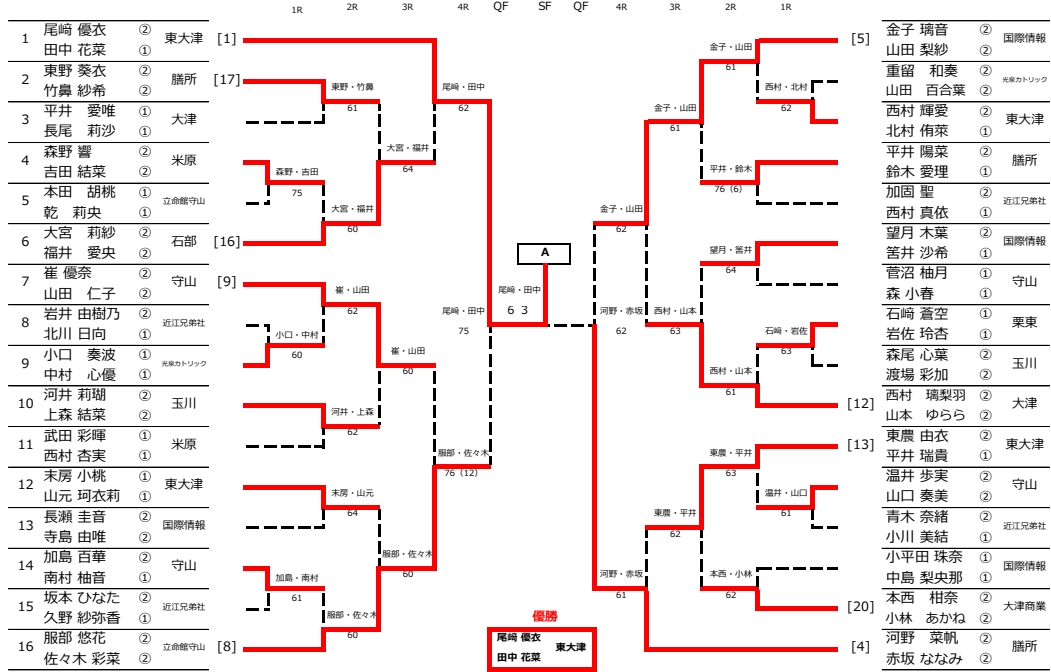 1R 2R 3R 4R QF SF QF 4R 3R 2R 1R
1 尾﨑 優衣 ② 東大津 [1]
田中 花菜 ①
2 東野 葵衣 ② 膳所 [17]
竹鼻 紗希 ②
3 平井 愛唯 ① 大津
長尾 莉沙 ①
4 森野 響 ② 米原
吉田 結菜 ②
5 本田 胡桃 ① 立命館守山
乾 莉央 ①
6 大宮 莉紗 ② 石部 [16]
福井 愛央 ②
7 崔 優奈 ② 守山 [9]
山田 仁子 ②
8 岩井 由樹乃 ② 近江兄弟社
北川 日向 ①
9 小口 奏波 ① 光泉カトリック
中村 心優 ①
10 河井 莉瑚 ② 玉川
上森 結菜 ②
11 武田 彩暉 ① 米原
西村 杏実 ①
12 末房 小桃 ① 東大津
山元 珂衣莉 ①
13 長瀬 圭音 ② 国際情報
寺島 由唯 ②
14 加島 百華 ② 守山
南村 柚音 ①
15 坂本 ひなた ② 近江兄弟社
久野 紗弥香 ①
16 服部 悠花 ② 立命館守山 [8]
佐々木 彩菜 ②
森野・吉田
75
小口・中村
60
加島・南村
61
東野・竹鼻
61
大宮・福井
60
崔・山田
62
河井・上森
62
末房・山元
64
服部・佐々木
60
大宮・福井
64
崔・山田
60
服部・佐々木
60
尾﨑・田中
62
服部・佐々木
76 (12)
尾﨑・田中
75
A
尾﨑・田中
6 3
河野・赤坂
62
金子・山田
62
河野・赤坂
61
金子・山田
61
西村・山本
63
東農・平井
62
金子・山田
61
平井・鈴木
76 (6)
望月・筈井
64
西村・山本
61
東農・平井
63
本西・小林
62
西村・北村
62
石﨑・岩佐
63
温井・山口
61
[5] 金子 璃音 ② 国際情報
山田 梨紗 ②
重留 和奏 ② 光泉カトリック
山田 百合葉 ②
西村 輝愛 ② 東大津
北村 侑萊 ①
平井 陽菜 ② 膳所
鈴木 愛理 ①
加固 聖 ② 近江兄弟社
西村 真依 ①
望月 木葉 ② 国際情報
筈井 沙希 ①
菅沼 柚月 ① 守山
森 小春 ①
石﨑 蒼空 ① 栗東
岩佐 玲杏 ①
森尾 心葉 ② 玉川
渡場 彩加 ②
[12] 西村 璃梨羽 ② 大津
山本 ゆらら ②
[13] 東農 由衣 ② 東大津
平井 瑞貴 ①
温井 歩実 ② 守山
山口 奏美 ②
青木 奈緒 ② 近江兄弟社
小川 美結 ①
小平田 珠奈 ① 国際情報
中島 梨央那 ①
[20] 本西 柑奈 ② 大津商業
小林 あかね ②
[4] 河野 菜帆 ② 膳所
赤坂 ななみ ②
優勝
尾﨑 優衣 東大津
田中 花菜